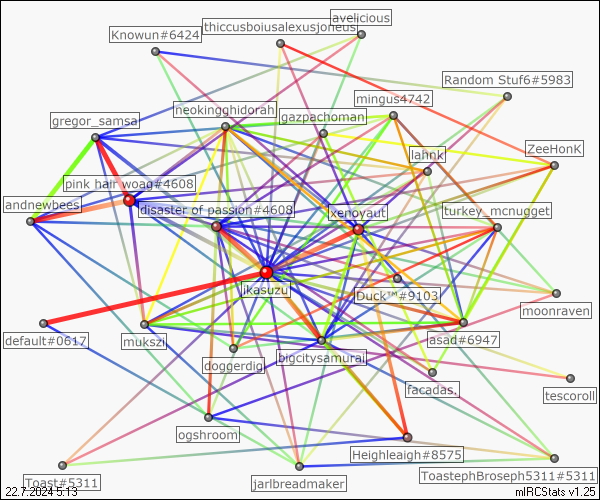 avelicious
thiccusboiusalexusjoneus
Knowun#6424
Random Stuf6#5983
mingus4742
neokingghidorah
gazpachoman
gregor_samsa
lahnk
ZeeHonK
pink hair woag#4608
andnewbees
disaster of passion#4608
xenovaut
turkey_mcnugget
ikasuzu
Duck™#9103
moonraven
default#0617
mukszi
asad#6947
doggerdig
bigcitysamurai
facadas.
tescoroll
ogshroom
Heighleaigh#8575
Toast#5311
jarlbreadmaker
ToastephBroseph5311#5311
22.7.2024 5:13
mIRCStats v1.25